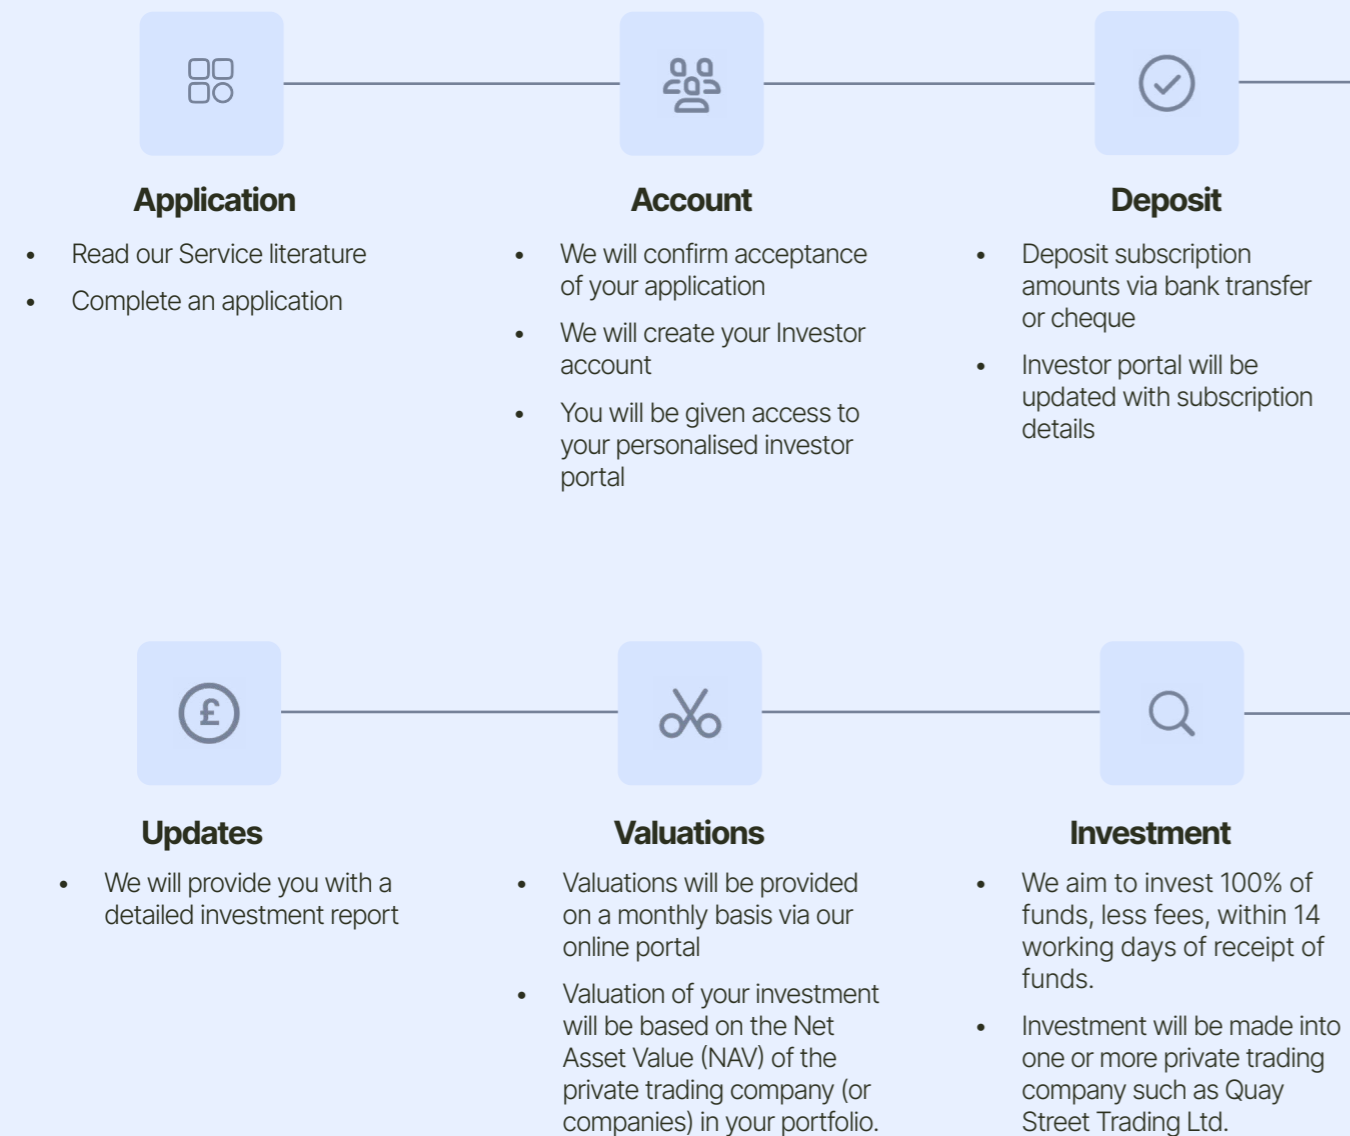 Application
• Read our Service literature
• Complete an application
Account
• We will confirm acceptance
of your application
• We will create your Investor
account
• You will be given access to
your personalised investor
portal
Deposit
• Deposit subscription
amounts via bank transfer
or cheque
• Investor portal will be
updated with subscription
details
£
Updates
• We will provide you with a
detailed investment report
Valuations
• Valuations will be provided
on a monthly basis via our
online portal
• Valuation of your investment
will be based on the Net
Asset Value (NAV) of the
private trading company (or
companies) in your portfolio.
Investment
• We aim to invest 100% of
funds, less fees, within 14
working days of receipt of
funds.
• Investment will be made into
one or more private trading
company such as Quay
Street Trading Ltd.